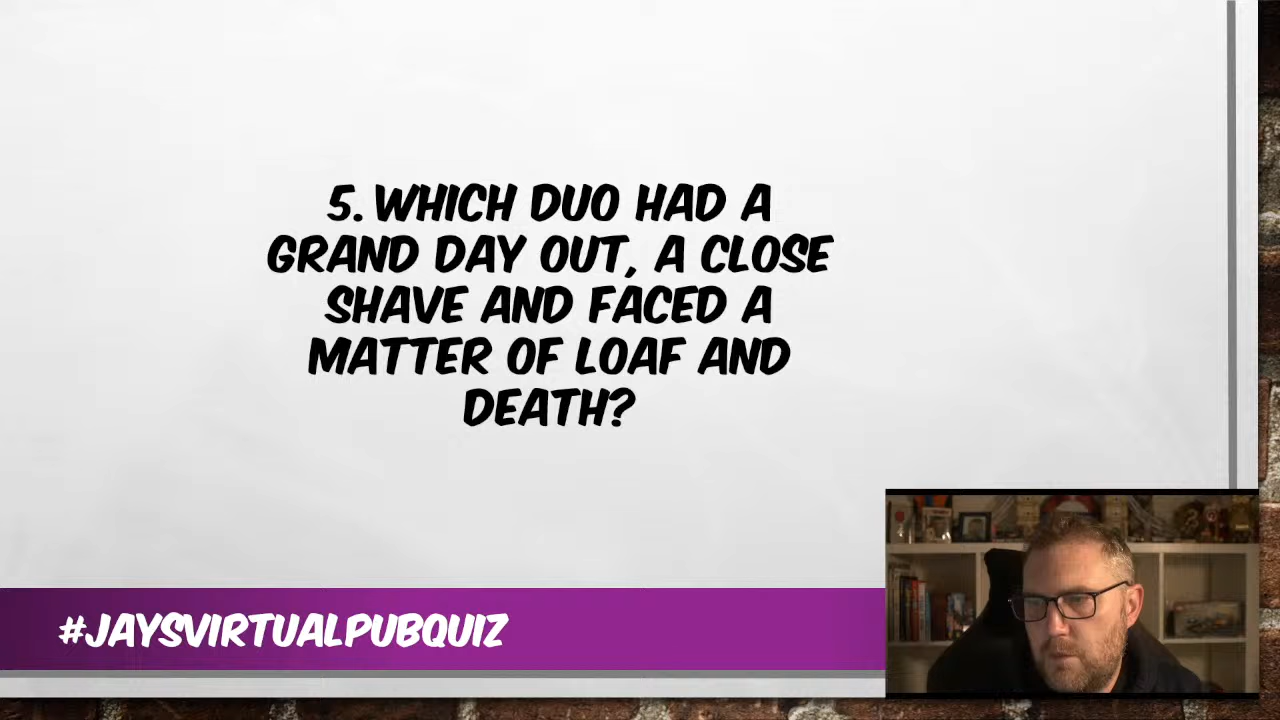 5. WHICH DUO HAD A
GRAND DAY OUT, A CLOSE
SHAVE AND FACED A
MATTER OF LOAF AND
DEATH?
#JAYSVIRTUALPUBQUIZ